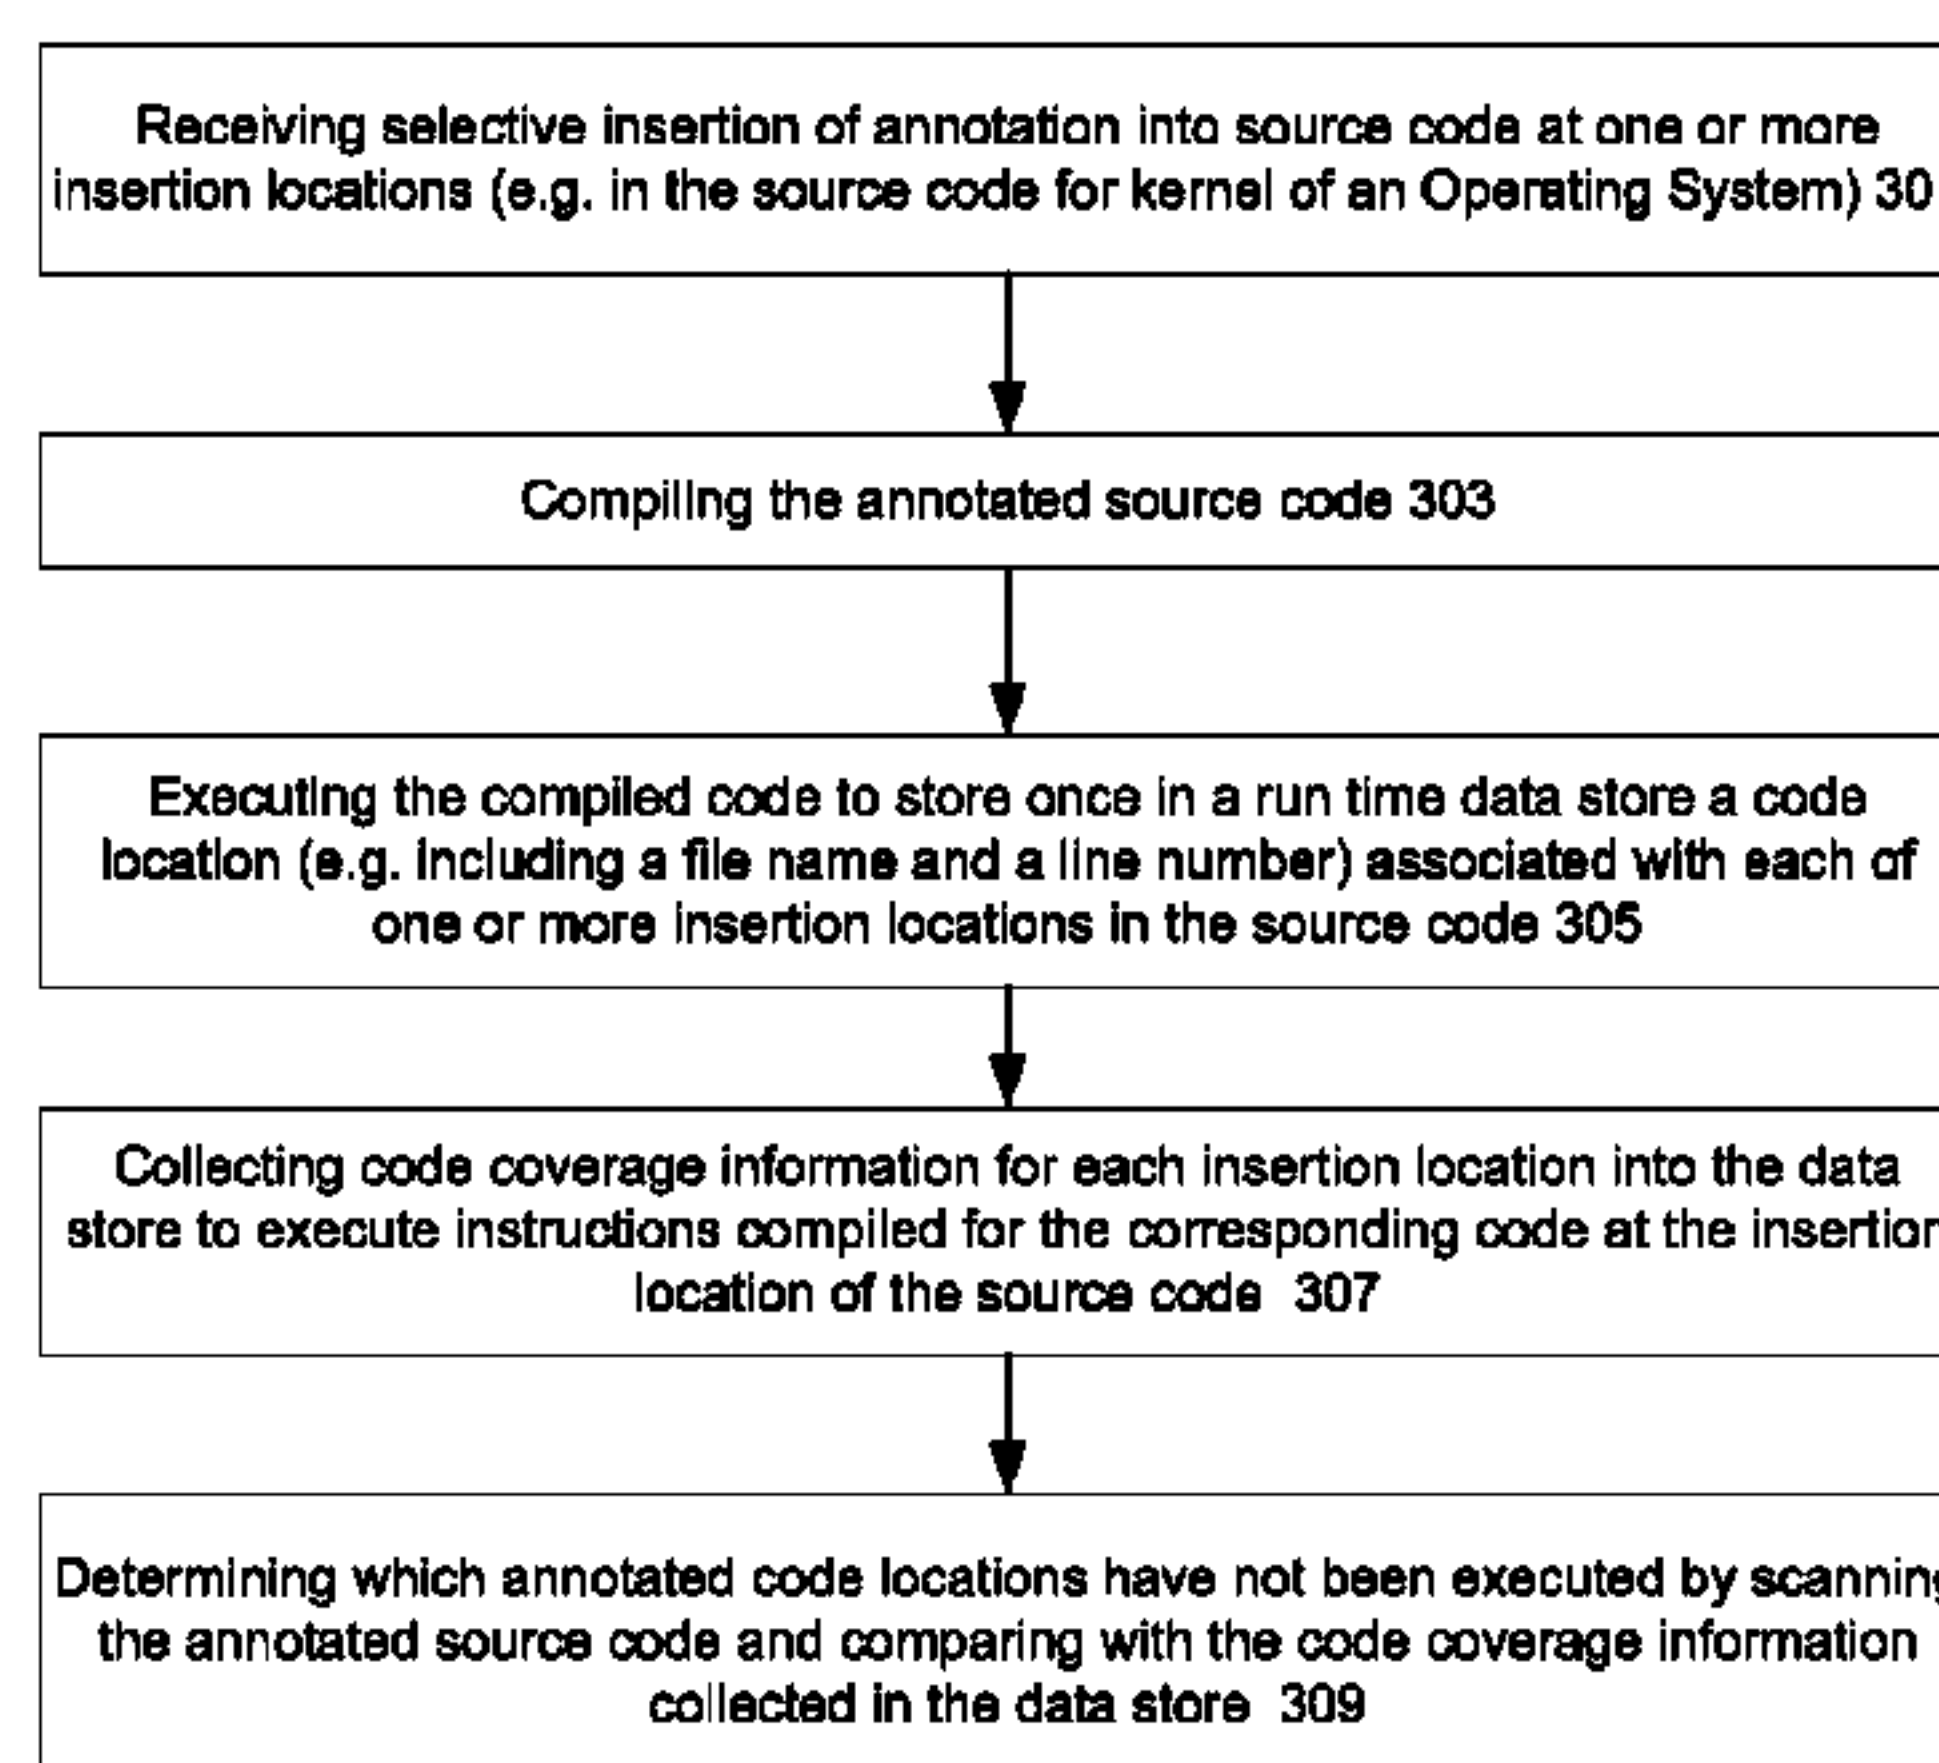 Receiving selective insertion of annotation into source code at one or more
insertion locations (e.g. in the source code for kernel of an Operating System) 30
Compiling the annotated source code 303
Executing the compiled code to store once in a run time data store a code
location (e.g. including a file name and a line number) associated with each of
one or more insertion locations in the source code 305
Collecting code coverage information for each insertion location into the data
store to execute instructions compiled for the corresponding code at the insertion
location of the source code 307
Determining which annotated code locations have not been executed by scanning
the annotated source code and comparing with the code coverage information
collected in the data store 309